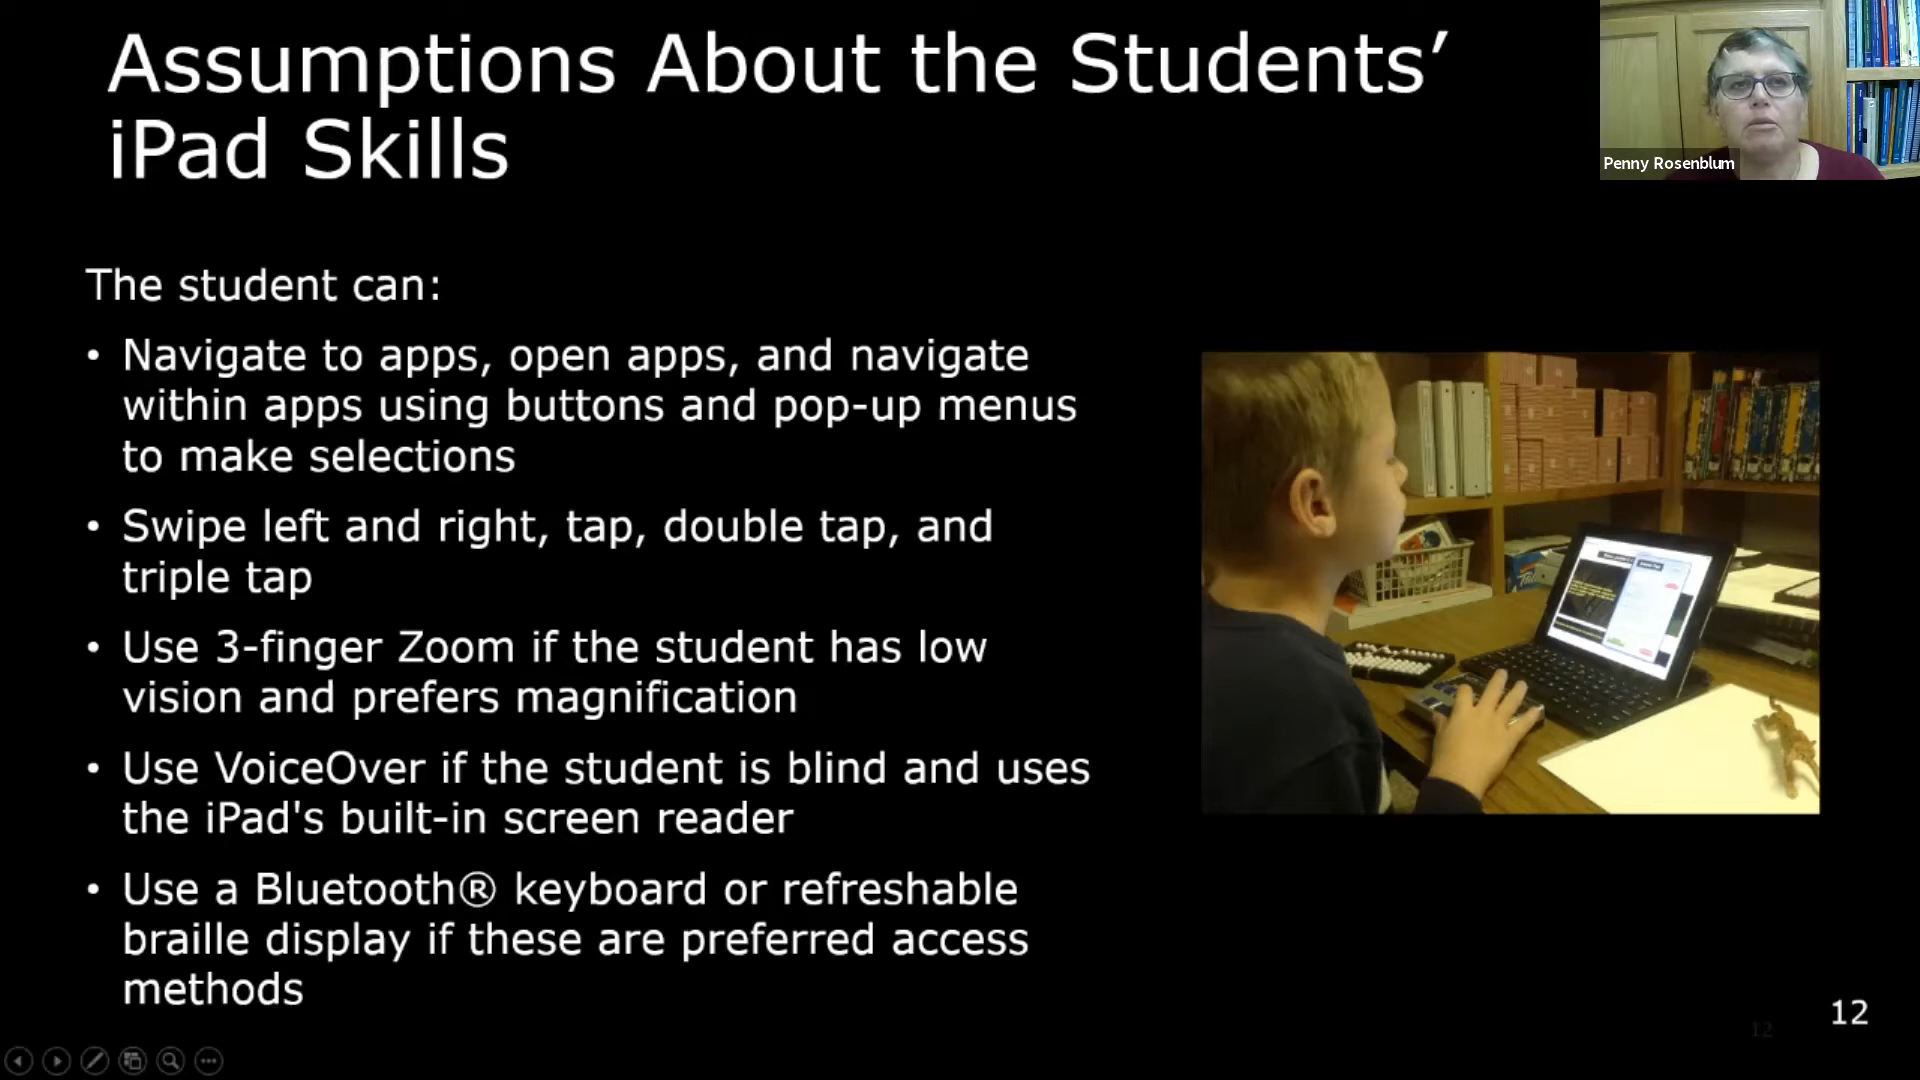 Assumptions About the Students’
iPad Skills
Penny Rosenblum
The student can:
• Navigate to apps, open apps, and navigate
within apps using buttons and pop-up menus
to make selections
• Swipe left and right, tap, double tap, and
triple tap
• Use 3-finger Zoom if the student has low
vision and prefers magnification
• Use VoiceOver if the student is blind and uses
the iPad's built-in screen reader
• Use a Bluetooth® keyboard or refreshable
braille display if these are preferred access
methods
12
12